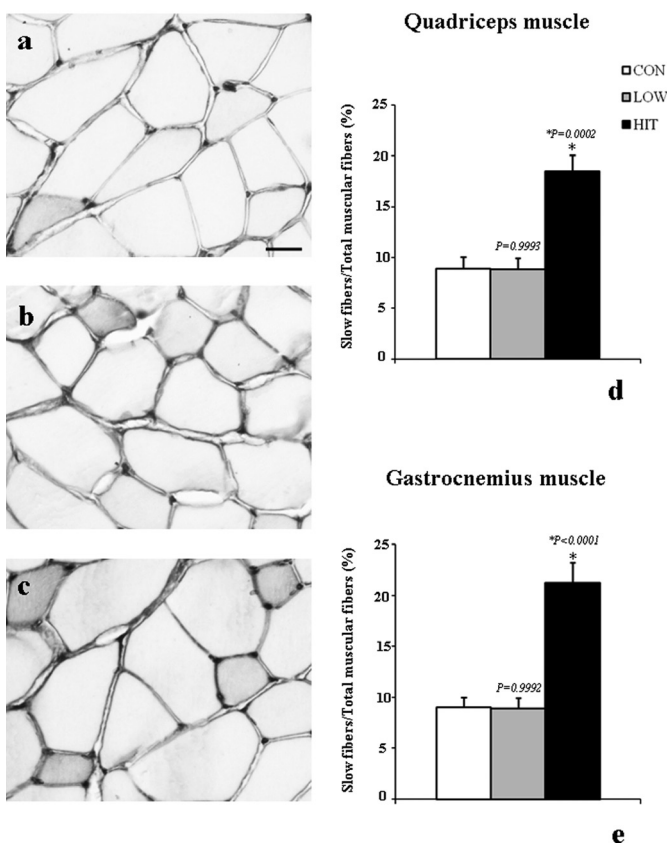 a
b
c
Quadriceps muscle
CON
LOW
HIT
Slow fibers/Total muscular fibers (%)
25
20
15
10
5
0
P=0.9993
*P=0.0002
*
d
Gastrocnemius muscle
Slow fibers/Total muscular fibers (%)
25
20
15
10
5
0
P=0.9992
*P<0.0001
*
e